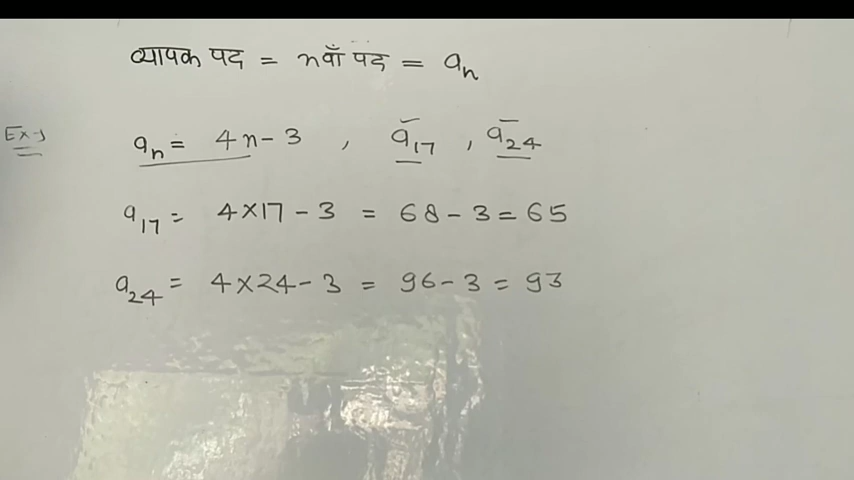 व्यापक पद = nवाँ पद = aₙ
Ex-1 aₙ = 4n-3 , a₁₇ , a₂₄
a₁₇ = 4×17-3 = 68-3 = 65
a₂₄ = 4×24-3 = 96-3 = 93